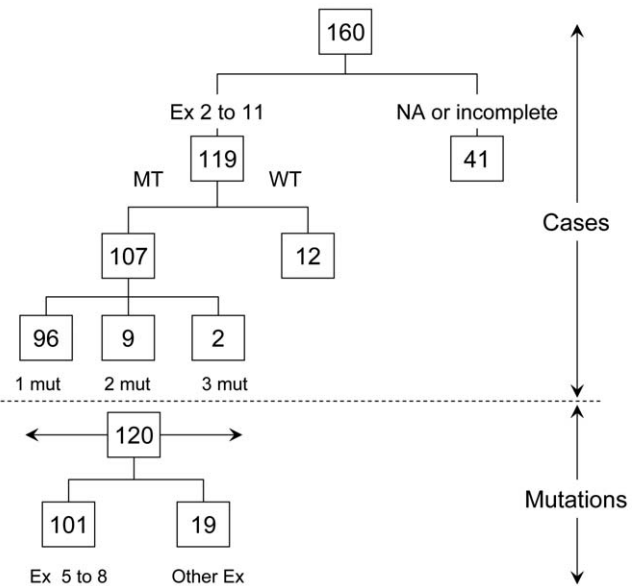 160
Ex 2 to 11
NA or incomplete
119
41
MT
WT
Cases
107
12
96
9
2
1 mut
2 mut
3 mut
120
Mutations
101
19
Ex 5 to 8
Other Ex